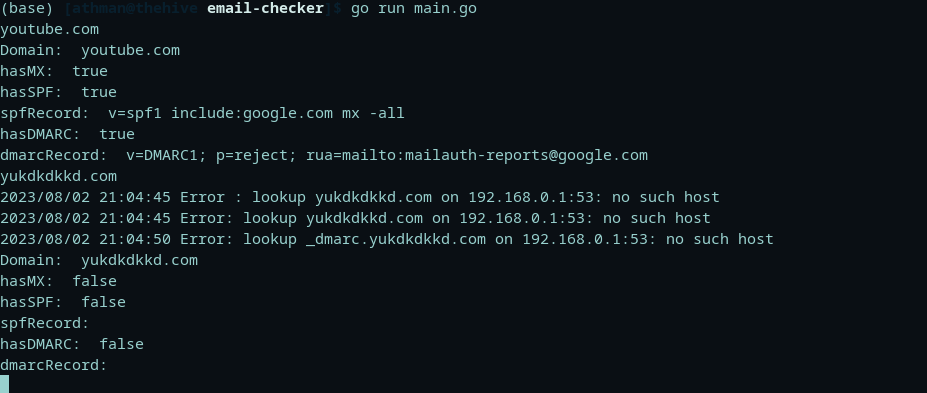 (base) [athman@thehive email-checker]$ go run main.go
youtube.com
Domain:  youtube.com
hasMX:  true
hasSPF:  true
spfRecord:  v=spf1 include:google.com mx -all
hasDMARC:  true
dmarcRecord:  v=DMARC1; p=reject; rua=mailto:mailauth-reports@google.com
yukdkdkkd.com
2023/08/02 21:04:45 Error : lookup yukdkdkkd.com on 192.168.0.1:53: no such host
2023/08/02 21:04:45 Error: lookup yukdkdkkd.com on 192.168.0.1:53: no such host
2023/08/02 21:04:50 Error: lookup _dmarc.yukdkdkkd.com on 192.168.0.1:53: no such host
Domain:  yukdkdkkd.com
hasMX:  false
hasSPF:  false
spfRecord:
hasDMARC:  false
dmarcRecord: